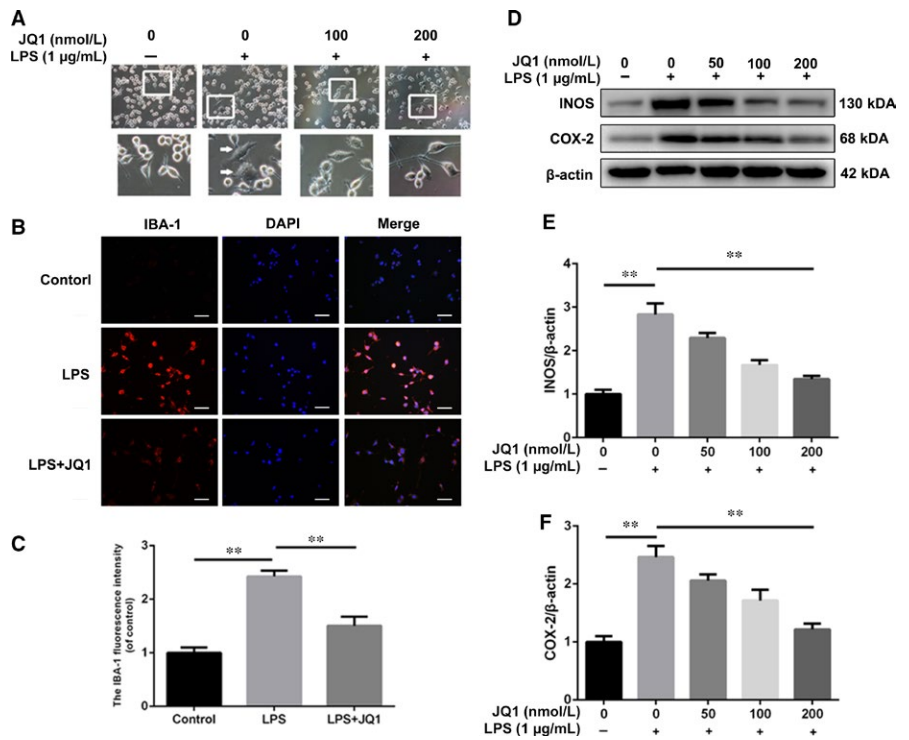 A
0 0 100 200
JQ1 (nmol/L)
LPS (1 µg/mL) – + + +
B
IBA-1 DAPI Merge
Contorl
LPS
LPS+JQ1
C
The IBA-1 fluorescence intensity
(of control)
3
2
1
0
** **
Control LPS LPS+JQ1
D
JQ1 (nmol/L) 0 0 50 100 200
LPS (1 µg/mL) – + + + +
INOS 130 kDA
COX-2 68 kDA
β-actin 42 kDA
E
INOS/β-actin
4
3
2
1
0
** **
JQ1 (nmol/L) 0 0 50 100 200
LPS (1 µg/mL) – + + + +
F
COX-2/β-actin
3
2
1
0
** **
JQ1 (nmol/L) 0 0 50 100 200
LPS (1 µg/mL) – + + + +